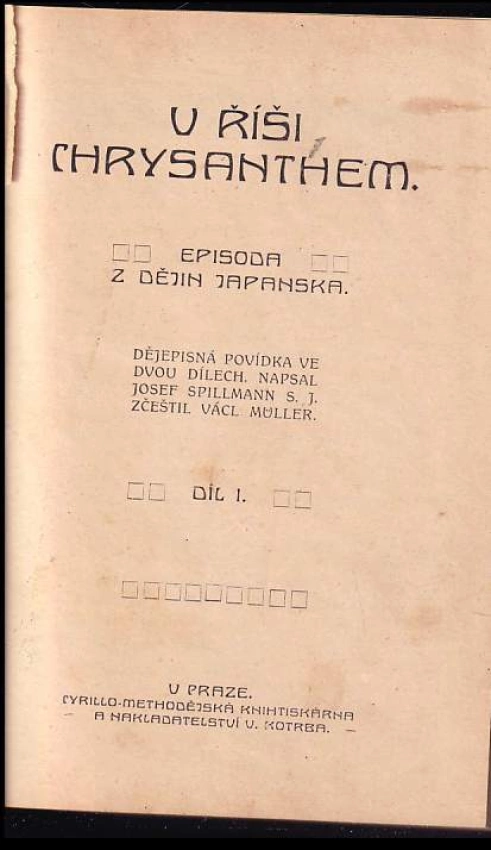 V ŘÍŠI
CHRYSANTHEM.
EPISODA
Z DĚJIN JAPANSKA.
DĚJEPISNÁ POVÍDKA VE
DVOU DÍLECH. NAPSAL
JOSEF SPILLMANN S. J.
ZČEŠTIL VÁCL MÜLLER.
DÍL I.
V PRAZE.
CYRILLO-METHODĚJSKÁ KNIHTISKÁRNA
A NAKLADATELSTVÍ V. KOTRBA.